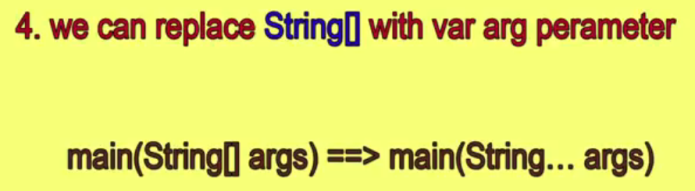 4. we can replace String[] with var arg perameter
main(String[] args) ==> main(String... args)